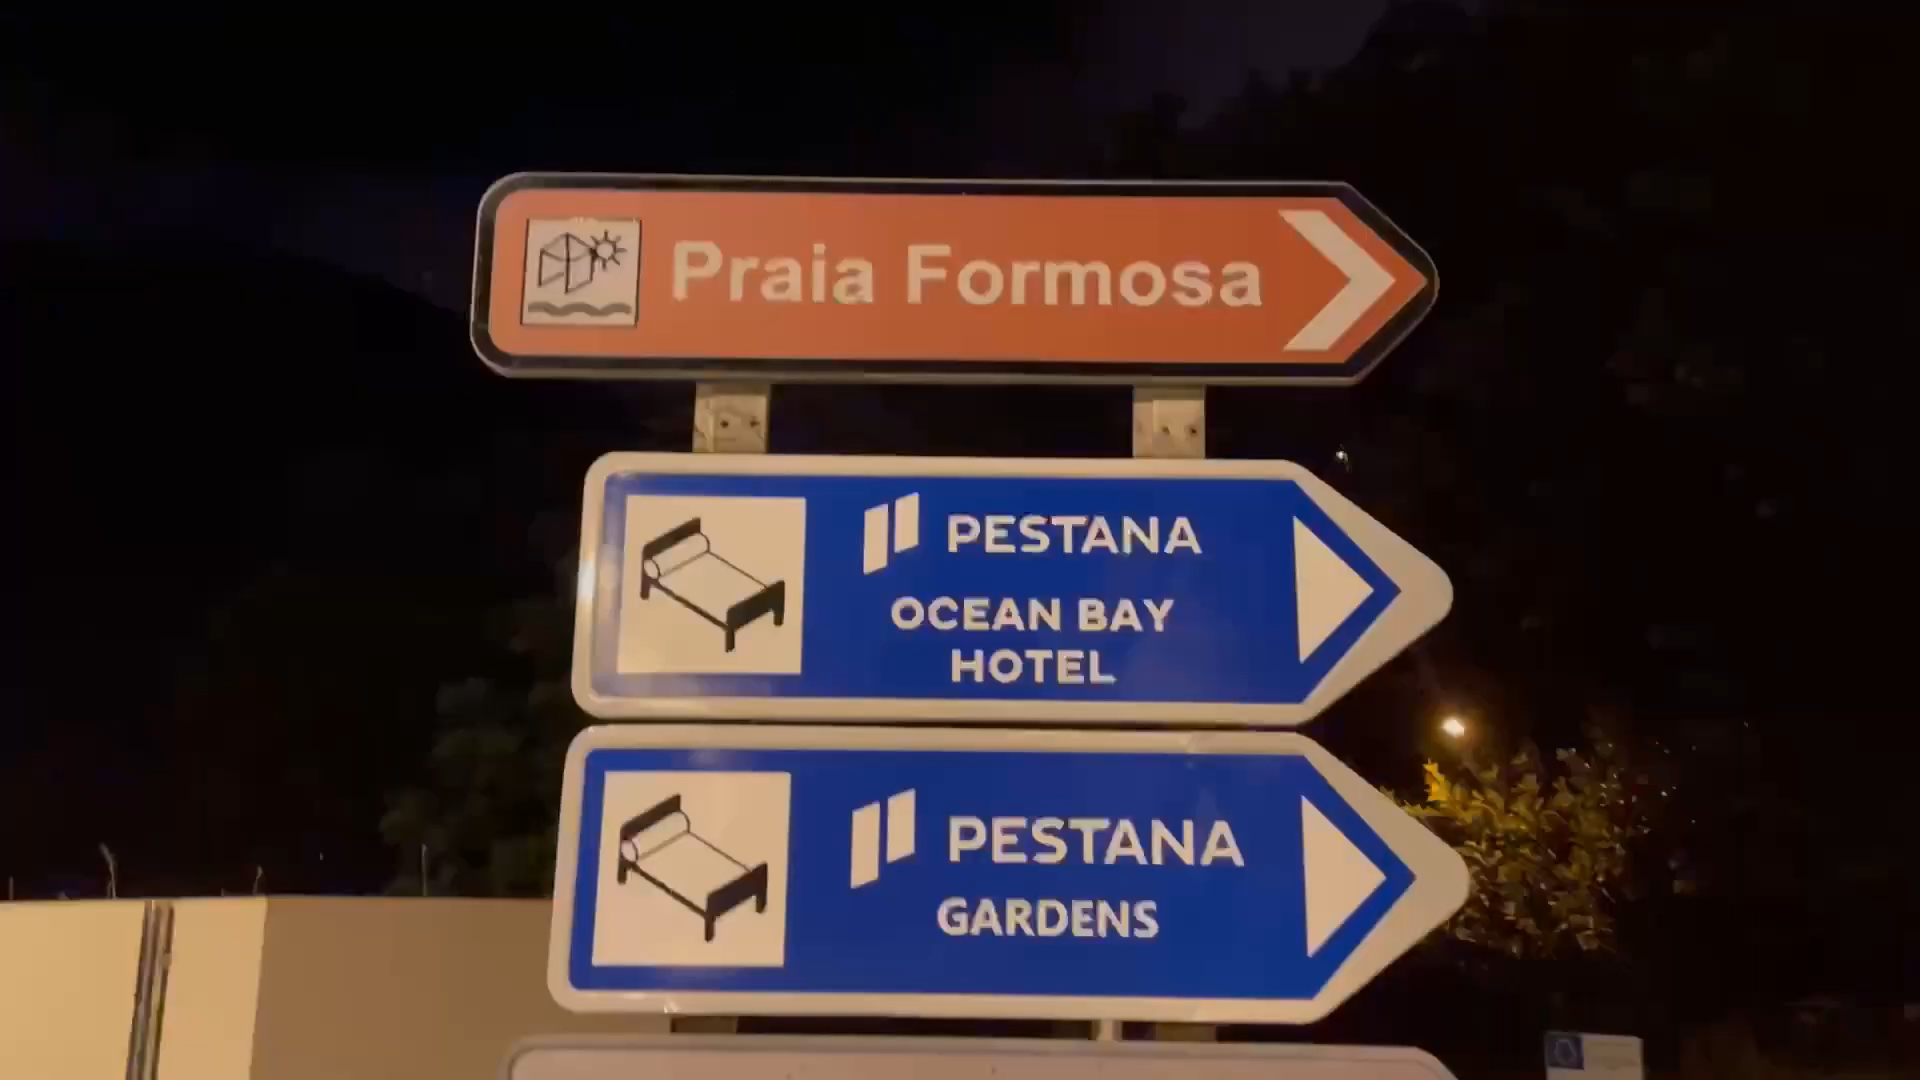 Praia Formosa
PESTANA
OCEAN BAY
HOTEL
PESTANA
GARDENS